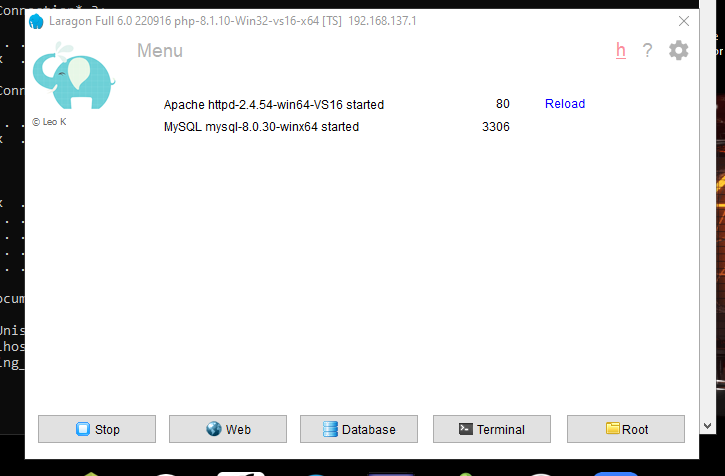 Connection* 2:
Laragon Full 6.0 220916 php-8.1.10-Win32-vs16-x64 [TS] 192.168.137.1
Menu
h ?
© Leo K
Apache httpd-2.4.54-win64-VS16 started 80 Reload
MySQL mysql-8.0.30-winx64 started 3306
Stop Web Database Terminal Root